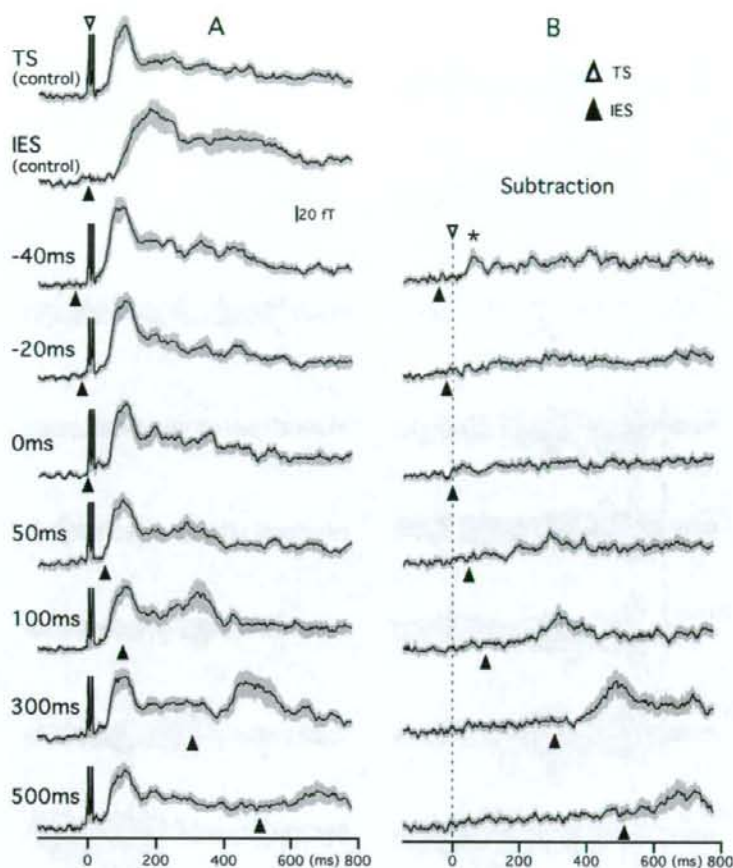 A
B
TS
(control)
TS
IES
IES
(control)
Subtraction
20 fT
*
-40ms
-20ms
0ms
50ms
100ms
300ms
500ms
0 200 400 600 (ms) 800
0 200 400 600 (ms) 800